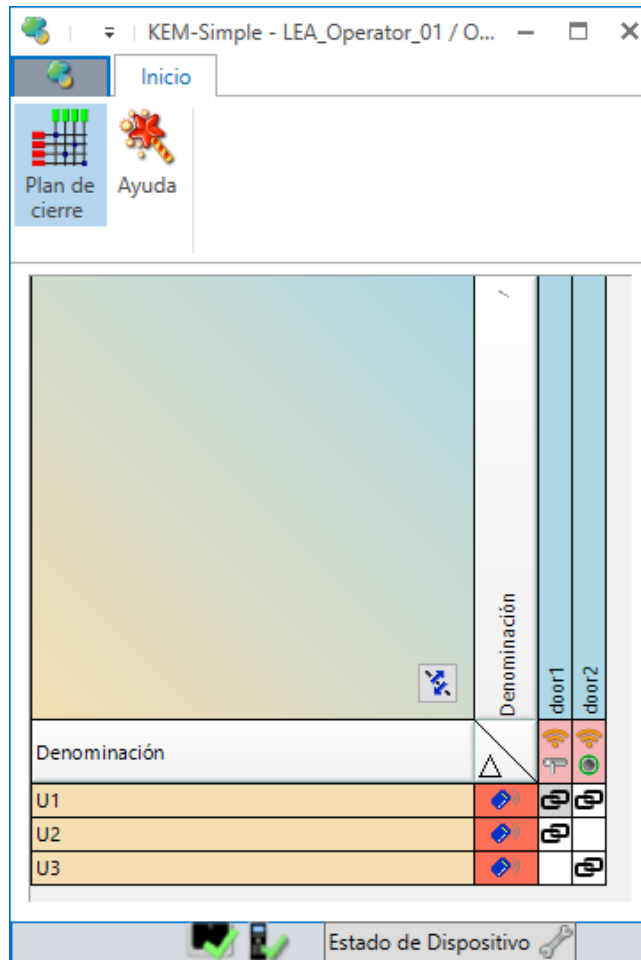 KEM-Simple - LEA_Operator_01 / O...
Inicio
Plan de
cierre
Ayuda
Denominación
door1
door2
Denominación
U1
U2
U3
Estado de Dispositivo